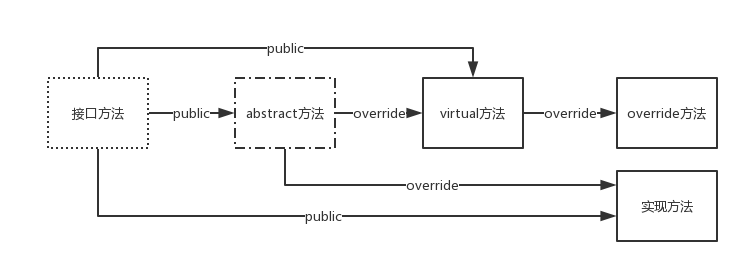 public
接口方法
public
abstract方法
override
virtual方法
override
override方法
override
实现方法
public